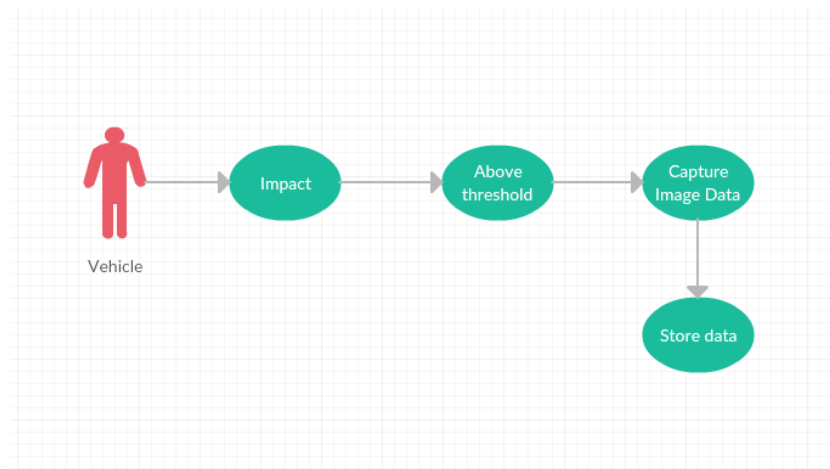 Impact
Above
threshold
Capture
Image Data
Vehicle
Store data